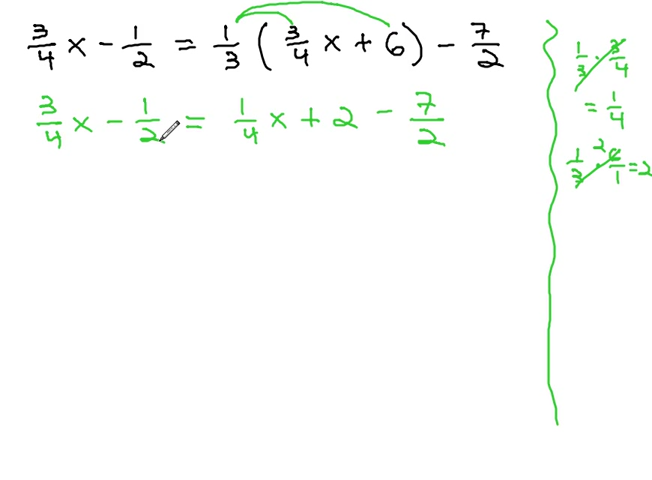 3/4 x - 1/2 = 1/3 ( 3/4 x + 6 ) - 7/2
3/4 x - 1/2 = 1/4 x + 2 - 7/2
1/3 · 3/4
= 1/4
1/3 · 6/1 = 2
2